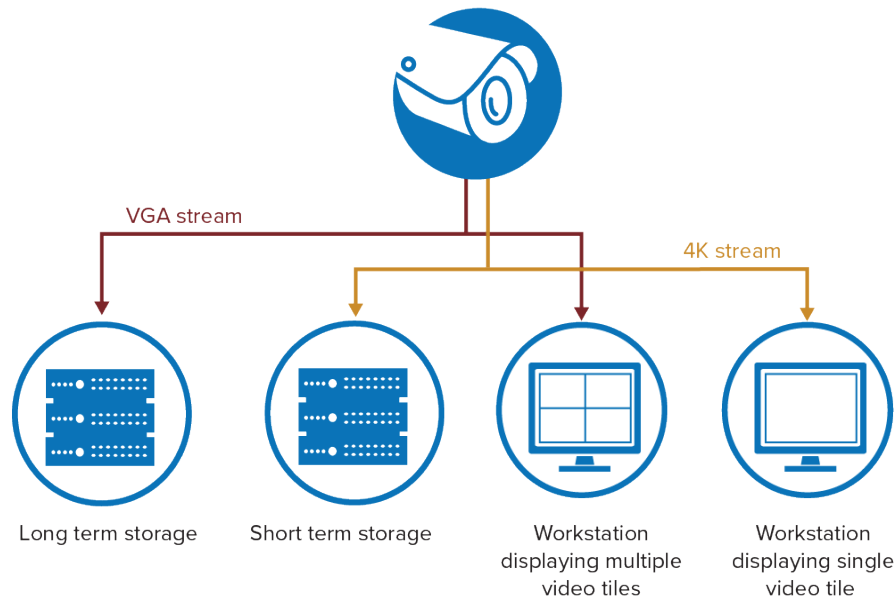 VGA stream
4K stream
Long term storage
Short term storage
Workstation
displaying multiple
video tiles
Workstation
displaying single
video tile